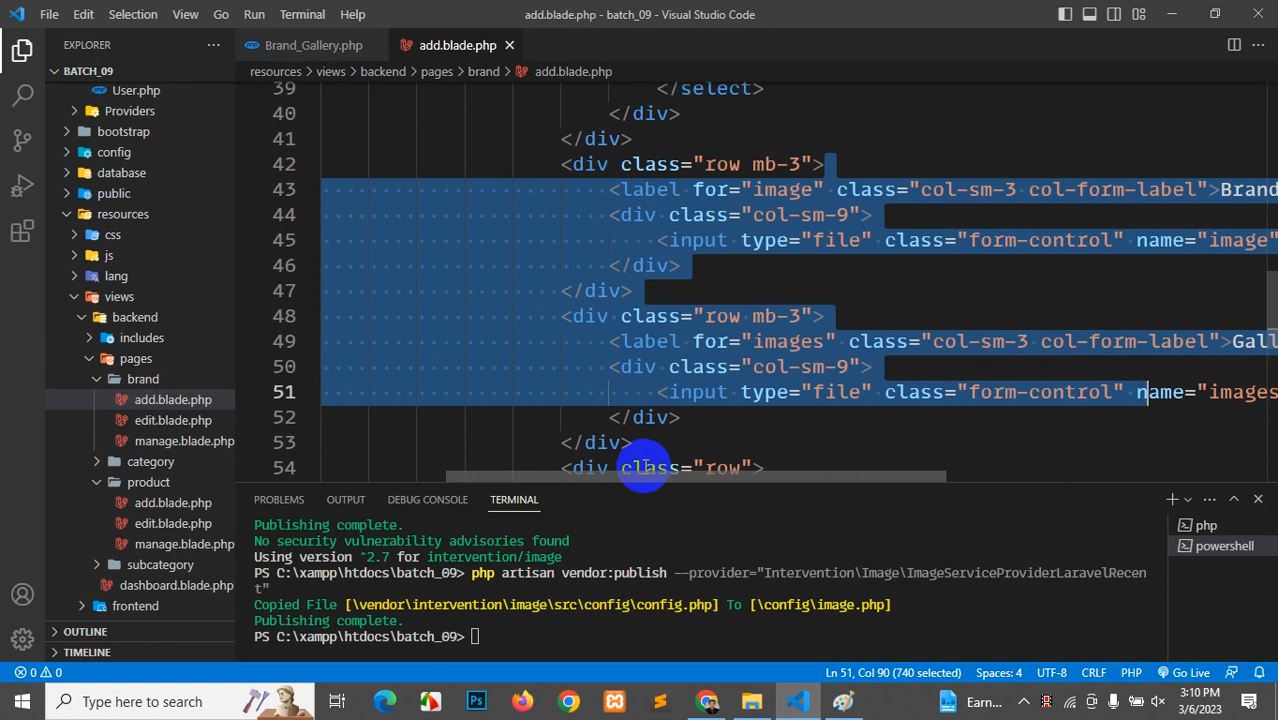 File Edit Selection View Go Run Terminal Help
add.blade.php - batch_09 - Visual Studio Code
EXPLORER
BATCH_09
User.php
Providers
bootstrap
config
database
public
resources
css
js
lang
views
backend
includes
pages
brand
add.blade.php
edit.blade.php
manage.blade.php
category
product
add.blade.php
edit.blade.php
manage.blade.php
subcategory
dashboard.blade.php
frontend
OUTLINE
TIMELINE
Brand_Gallery.php
add.blade.php
resources > views > backend > pages > brand > add.blade.php
39 </select>
40 </div>
41 </div>
42 <div class="row mb-3">
43 <label for="image" class="col-sm-3 col-form-label">Brand
44 <div class="col-sm-9">
45 <input type="file" class="form-control" name="image"
46 </div>
47 </div>
48 <div class="row mb-3">
49 <label for="images" class="col-sm-3 col-form-label">Gall
50 <div class="col-sm-9">
51 <input type="file" class="form-control" name="images
52 </div>
53 </div>
54 <div class="row">
PROBLEMS OUTPUT DEBUG CONSOLE TERMINAL
Publishing complete.
No security vulnerability advisories found
Using version ^2.7 for intervention/image
PS C:\xampp\htdocs\batch_09> php artisan vendor:publish --provider="Intervention\Image\ImageServiceProviderLaravelRecen
t"
Copied File [\vendor\intervention\image\src\config\config.php] To [\config\image.php]
Publishing complete.
PS C:\xampp\htdocs\batch_09>
php
powershell
0 0
Ln 51, Col 90 (740 selected) Spaces: 4 UTF-8 CRLF PHP Go Live
Type here to search
Earn...
3:10 PM
3/6/2023